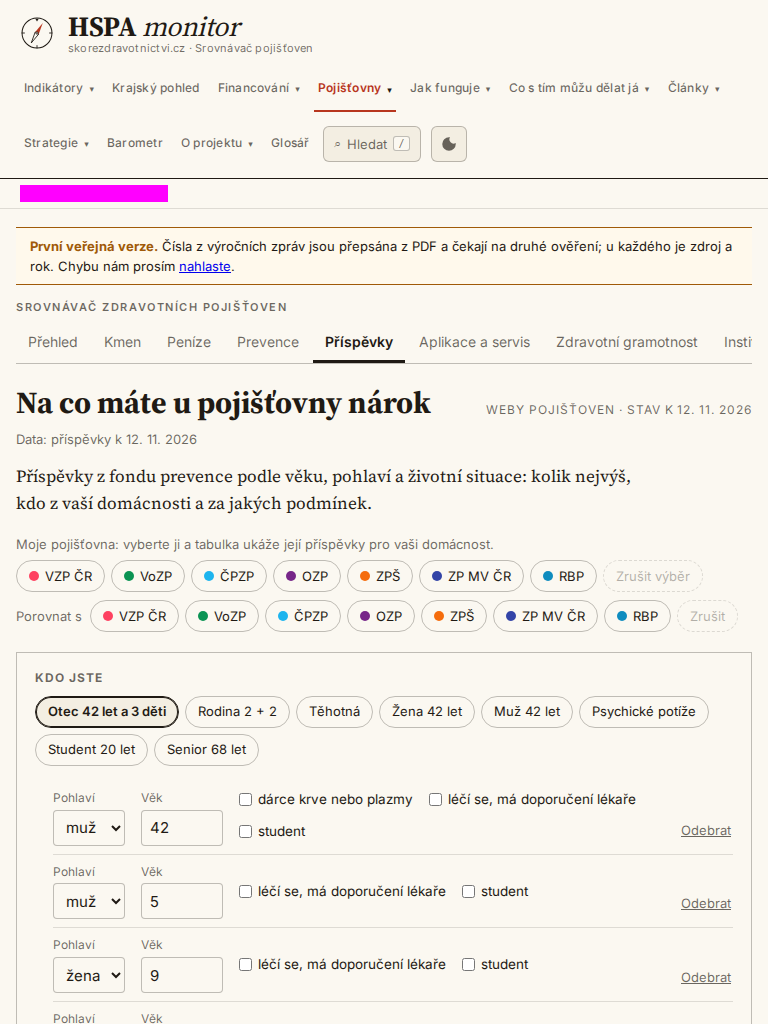 HSPA monitor
skorezdravotnictvi.cz · Srovnávač pojišťoven
Indikátory ▾ Krajský pohled Financování ▾ Pojišťovny ▾ Jak funguje ▾ Co s tím můžu dělat já ▾ Články ▾
Strategie ▾ Barometr O projektu ▾ Glosář ⌕ Hledat /
První veřejná verze. Čísla z výročních zpráv jsou přepsána z PDF a čekají na druhé ověření; u každého je zdroj a
rok. Chybu nám prosím nahlaste.
SROVNÁVAČ ZDRAVOTNÍCH POJIŠŤOVEN
Přehled Kmen Peníze Prevence Příspěvky Aplikace a servis Zdravotní gramotnost
Na co máte u pojišťovny nárok
WEBY POJIŠŤOVEN · STAV K 12. 11. 2026
Data: příspěvky k 12. 11. 2026
Příspěvky z fondu prevence podle věku, pohlaví a životní situace: kolik nejvýš,
kdo z vaší domácnosti a za jakých podmínek.
Moje pojišťovna: vyberte ji a tabulka ukáže její příspěvky pro vaši domácnost.
VZP ČR VoZP ČPZP OZP ZPŠ ZP MV ČR RBP Zrušit výběr
Porovnat s VZP ČR VoZP ČPZP OZP ZPŠ ZP MV ČR RBP Zrušit
KDO JSTE
Otec 42 let a 3 děti Rodina 2 + 2 Těhotná Žena 42 let Muž 42 let Psychické potíže
Student 20 let Senior 68 let
Pohlaví Věk
muž 42 dárce krve nebo plazmy léčí se, má doporučení lékaře
student Odebrat
Pohlaví Věk
muž 5 léčí se, má doporučení lékaře student Odebrat
Pohlaví Věk
žena 9 léčí se, má doporučení lékaře student Odebrat
Pohlaví Věk